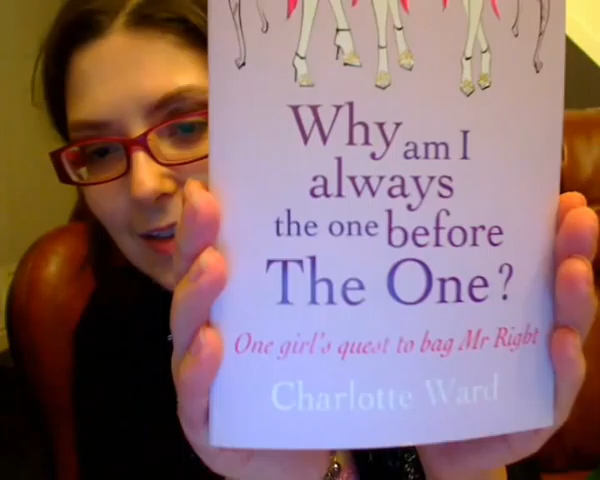 Why am I
always
the one before
The One?
One girl's quest to bag Mr Right
Charlotte Ward